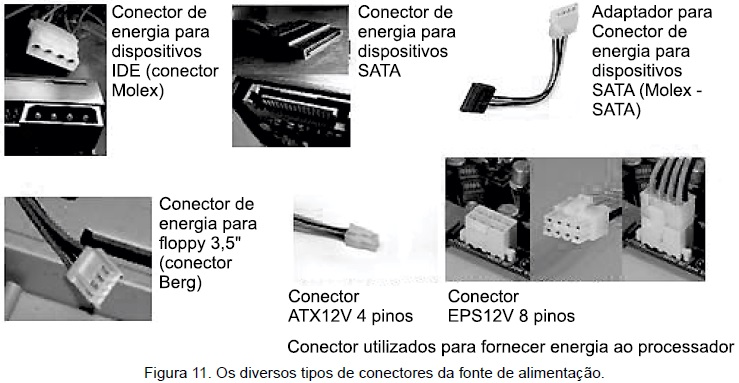 Conector de
energia para
dispositivos
IDE (conector
Molex)
Conector de
energia para
dispositivos
SATA
Adaptador para
Conector de
energia para
dispositivos
SATA (Molex -
SATA)
Conector de
energia para
floppy 3,5"
(conector
Berg)
Conector
ATX12V 4 pinos
Conector
EPS12V 8 pinos
Conector utilizados para fornecer energia ao processador
Figura 11. Os diversos tipos de conectores da fonte de alimentação.